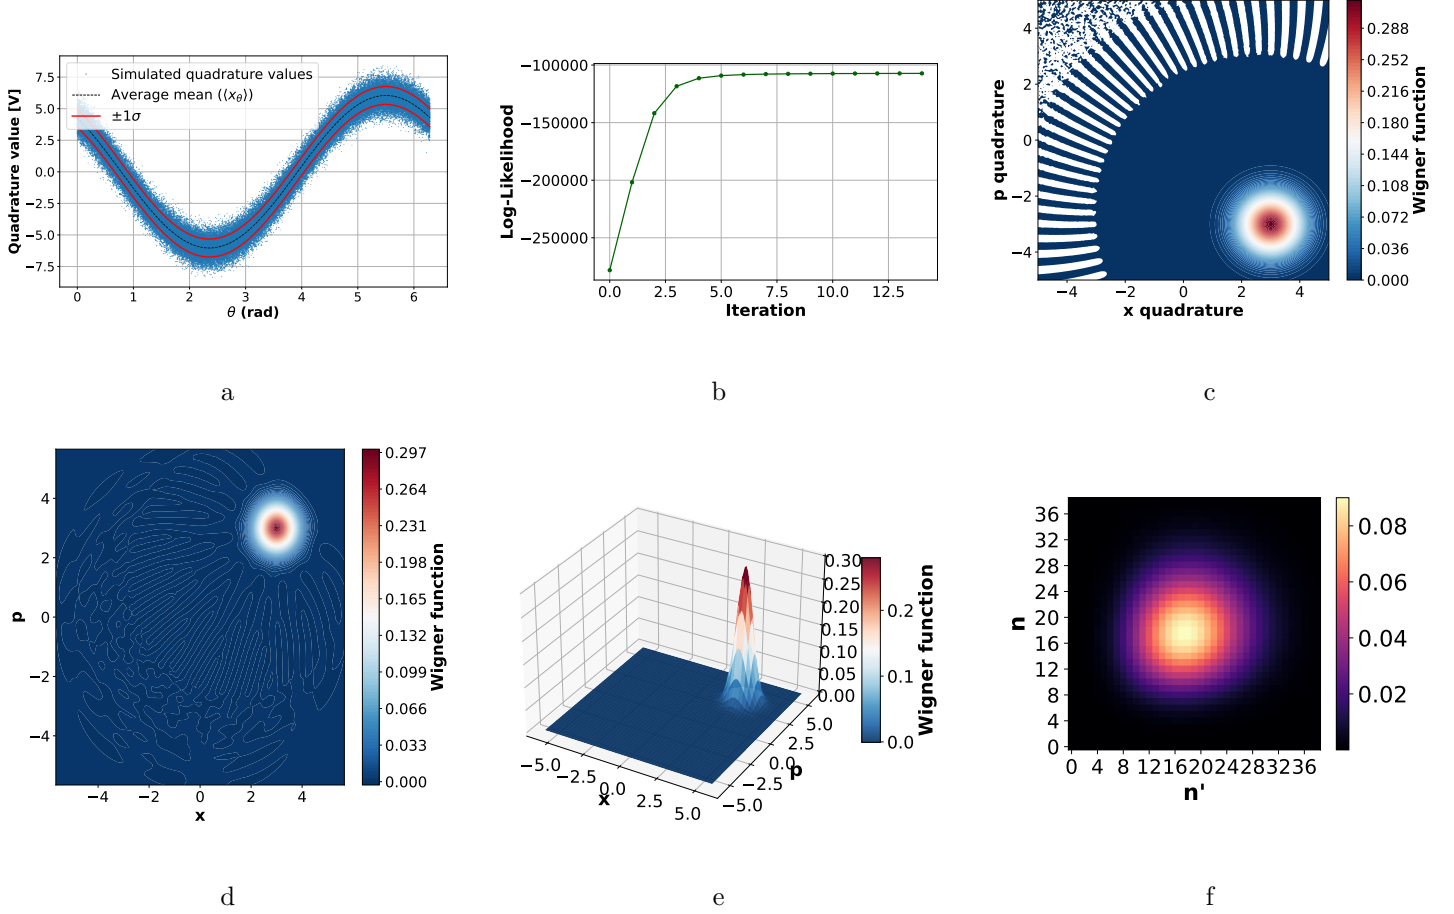 Quadrature value [V]
7.5
5.0
2.5
0.0
−2.5
−5.0
−7.5
Simulated quadrature values
Average mean (⟨x_θ⟩)
±1σ
0 1 2 3 4 5 6
θ (rad)
a
Log-Likelihood
−100000
−150000
−200000
−250000
0.0 2.5 5.0 7.5 10.0 12.5
Iteration
b
p quadrature
4
2
0
−2
−4
−4 −2 0 2 4
x quadrature
0.288
0.252
0.216
0.180
0.144
0.108
0.072
0.036
0.000
Wigner function
c
p
4
2
0
−2
−4
−4 −2 0 2 4
x
0.297
0.264
0.231
0.198
0.165
0.132
0.099
0.066
0.033
0.000
Wigner function
d
0.30
0.25
0.20
0.15
0.10
0.05
0.00
−5.0 −2.5 0.0 2.5 5.0
x
5.0
2.5
0.0
−2.5
−5.0
p
0.2
0.1
0.0
Wigner function
e
n
36
32
28
24
20
16
12
8
4
0
0 4 8 12 16 20 24 28 32 36
n'
0.08
0.06
0.04
0.02
f